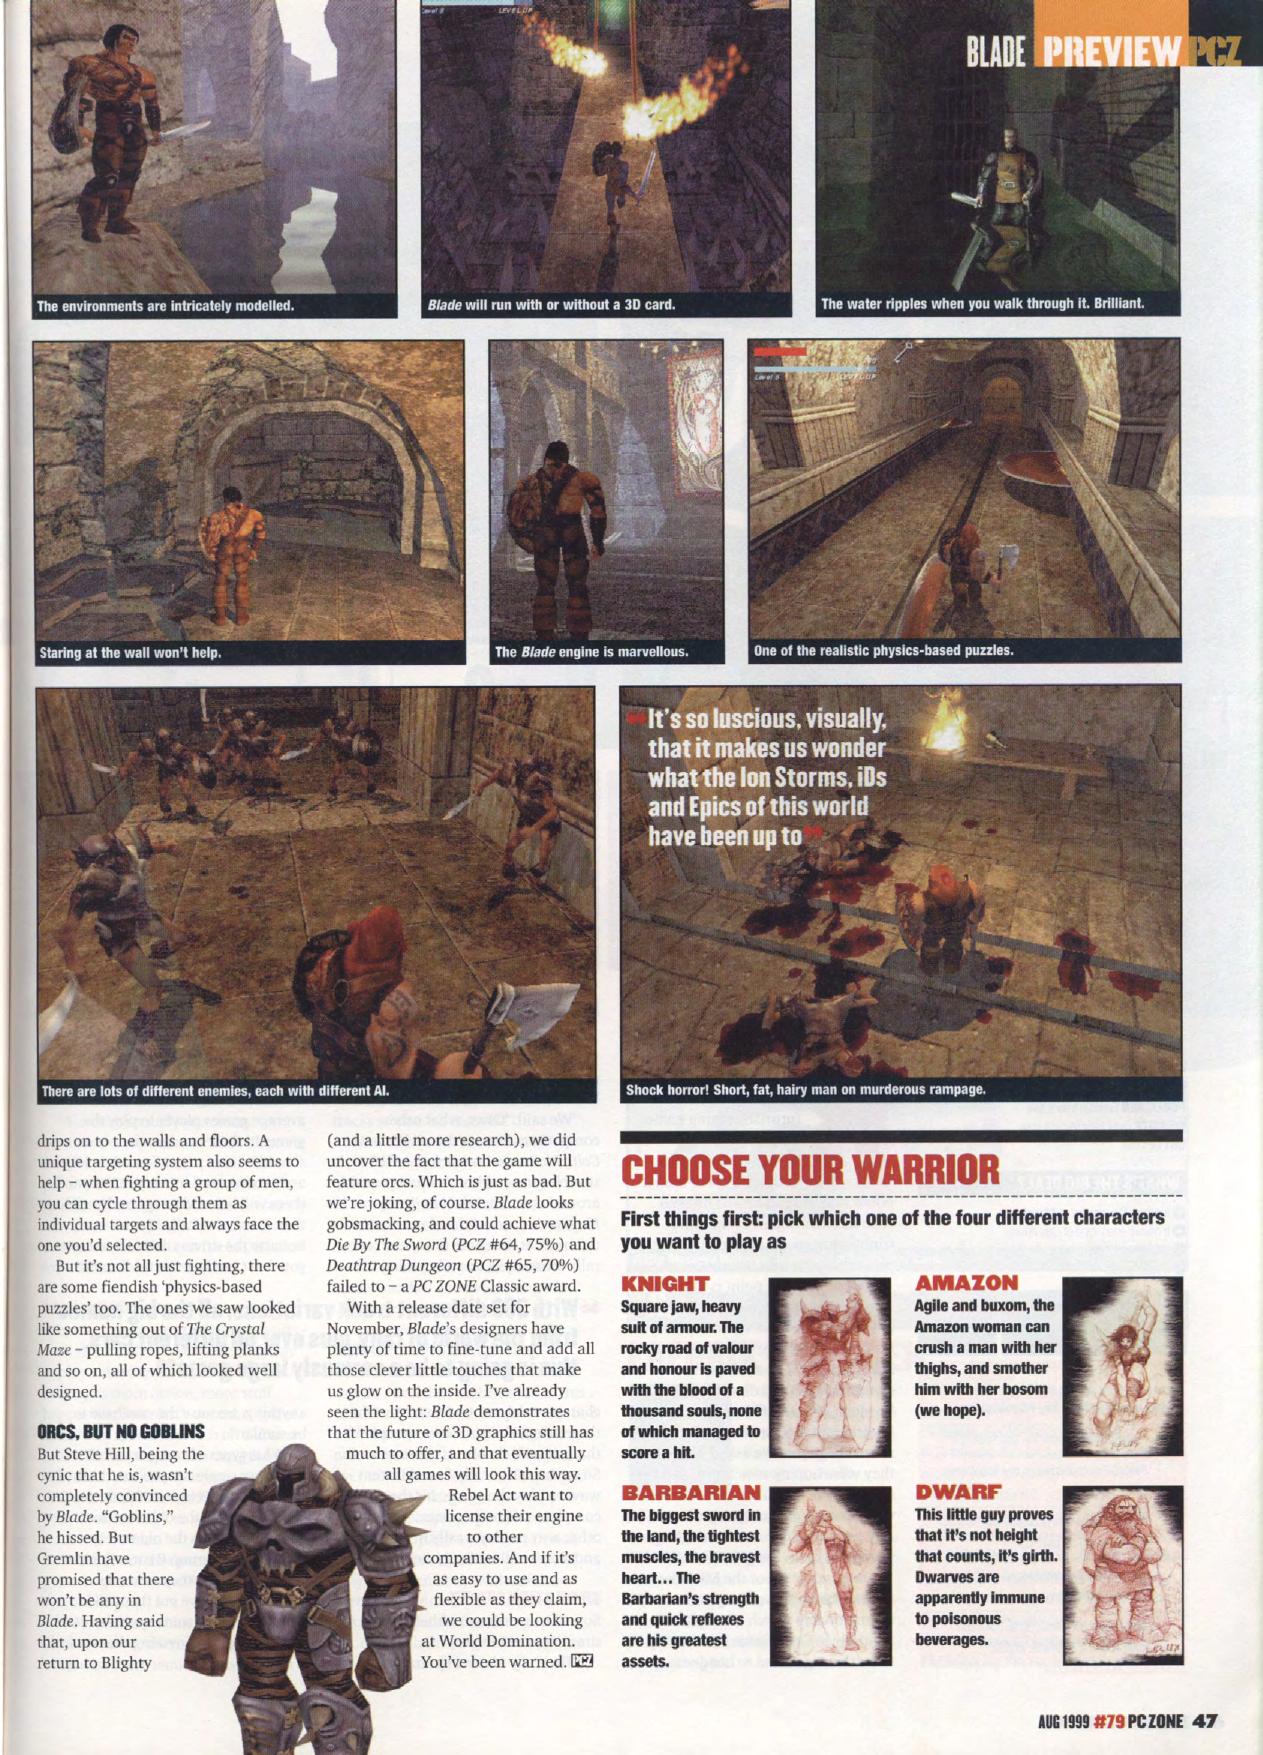 BLADE PREVIEW PCZ
Level 8 LEVEL UP
The environments are intricately modelled.
Blade will run with or without a 3D card.
The water ripples when you walk through it. Brilliant.
Level 8 LEVEL UP
Staring at the wall won't help.
The Blade engine is marvellous.
One of the realistic physics-based puzzles.
“It's so luscious, visually,
that it makes us wonder
what the Ion Storms, iDs
and Epics of this world
have been up to”
There are lots of different enemies, each with different AI.
Shock horror! Short, fat, hairy man on murderous rampage.
drips on to the walls and floors. A
unique targeting system also seems to
help – when fighting a group of men,
you can cycle through them as
individual targets and always face the
one you'd selected.
But it's not all just fighting, there
are some fiendish 'physics-based
puzzles' too. The ones we saw looked
like something out of The Crystal
Maze – pulling ropes, lifting planks
and so on, all of which looked well
designed.
ORCS, BUT NO GOBLINS
But Steve Hill, being the
cynic that he is, wasn't
completely convinced
by Blade. “Goblins,”
he hissed. But
Gremlin have
promised that there
won't be any in
Blade. Having said
that, upon our
return to Blighty
(and a little more research), we did
uncover the fact that the game will
feature orcs. Which is just as bad. But
we're joking, of course. Blade looks
gobsmacking, and could achieve what
Die By The Sword (PCZ #64, 75%) and
Deathtrap Dungeon (PCZ #65, 70%)
failed to – a PC ZONE Classic award.
With a release date set for
November, Blade's designers have
plenty of time to fine-tune and add all
those clever little touches that make
us glow on the inside. I've already
seen the light: Blade demonstrates
that the future of 3D graphics still has
much to offer, and that eventually
all games will look this way.
Rebel Act want to
license their engine
to other
companies. And if it's
as easy to use and as
flexible as they claim,
we could be looking
at World Domination.
You've been warned. PCZ
CHOOSE YOUR WARRIOR
First things first: pick which one of the four different characters
you want to play as
KNIGHT
Square jaw, heavy
suit of armour. The
rocky road of valour
and honour is paved
with the blood of a
thousand souls, none
of which managed to
score a hit.
AMAZON
Agile and buxom, the
Amazon woman can
crush a man with her
thighs, and smother
him with her bosom
(we hope).
BARBARIAN
The biggest sword in
the land, the tightest
muscles, the bravest
heart... The
Barbarian's strength
and quick reflexes
are his greatest
assets.
DWARF
This little guy proves
that it's not height
that counts, it's girth.
Dwarves are
apparently immune
to poisonous
beverages.
AUG 1999 #79 PC ZONE 47